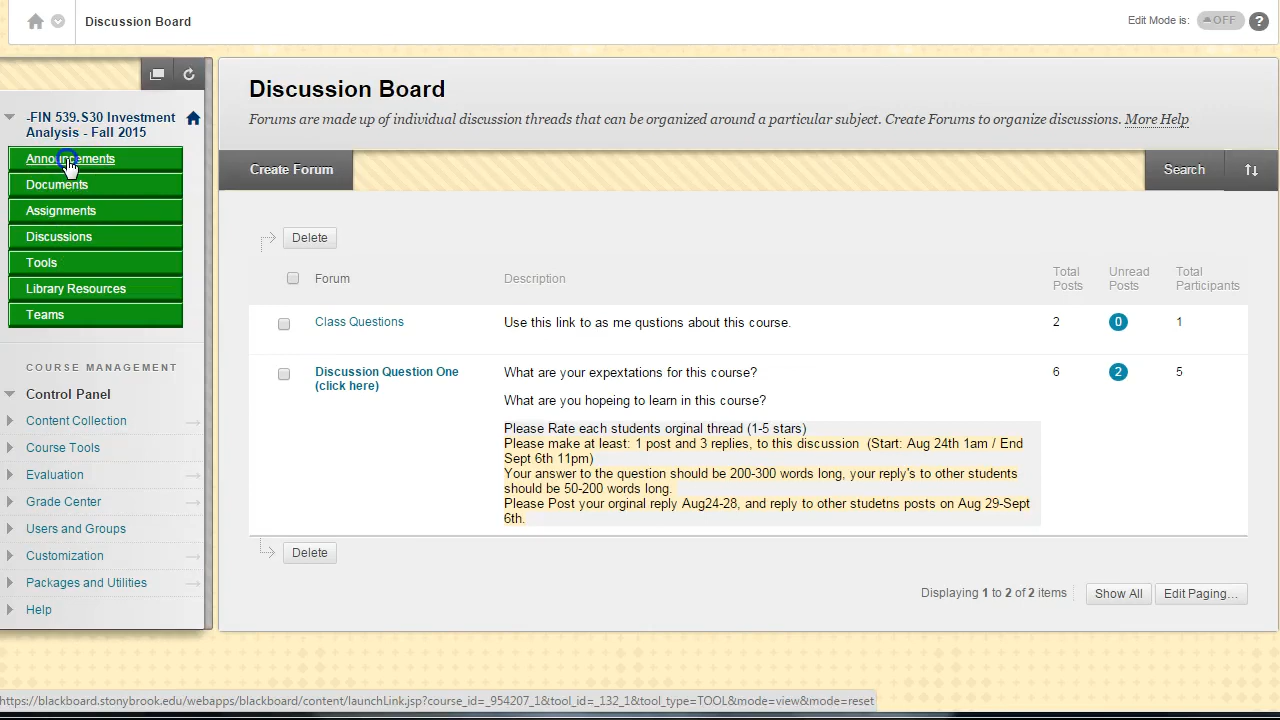 Discussion Board
Edit Mode is:
OFF
?
-FIN 539.S30 Investment
Analysis - Fall 2015
Announcements
Documents
Assignments
Discussions
Tools
Library Resources
Teams
COURSE MANAGEMENT
Control Panel
Content Collection
Course Tools
Evaluation
Grade Center
Users and Groups
Customization
Packages and Utilities
Help
Discussion Board
Forums are made up of individual discussion threads that can be organized around a particular subject. Create Forums to organize discussions. More Help
Create Forum
Search
Delete
Forum
Description
Total
Posts
Unread
Posts
Total
Participants
Class Questions
Use this link to as me qustions about this course.
2
0
1
Discussion Question One
(click here)
What are your expextations for this course?
What are you hopeing to learn in this course?
Please Rate each students orginal thread (1-5 stars)
Please make at least: 1 post and 3 replies, to this discussion (Start: Aug 24th 1am / End
Sept 6th 11pm)
Your answer to the question should be 200-300 words long, your reply's to other students
should be 50-200 words long.
Please Post your orginal reply Aug24-28, and reply to other studetns posts on Aug 29-Sept
6th.
6
2
5
Delete
Displaying 1 to 2 of 2 items
Show All
Edit Paging...
https://blackboard.stonybrook.edu/webapps/blackboard/content/launchLink.jsp?course_id=_954207_1&tool_id=_132_1&tool_type=TOOL&mode=view&mode=reset